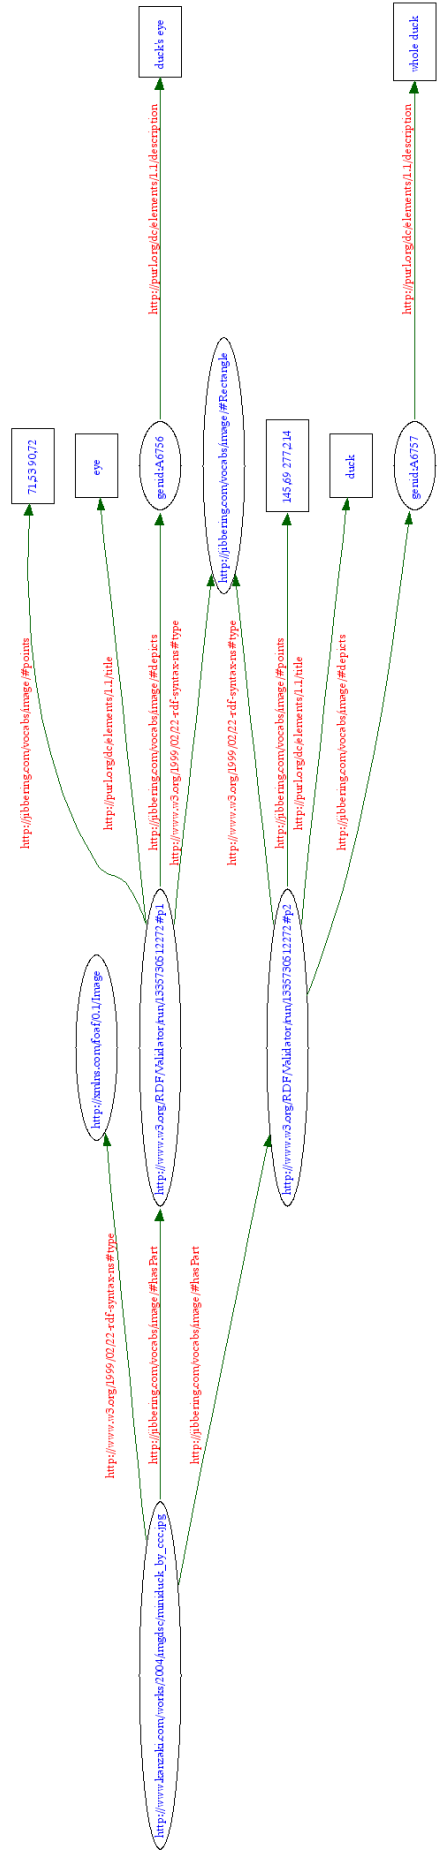 duck's eye
whole duck
http://purl.org/dc/elements/1.1/description
http://purl.org/dc/elements/1.1/description
71,53 90,72
eye
genid:A6756
http://jibbering.com/vocabs/image/#Rectangle
145,69 277,214
duck
genid:A6757
http://jibbering.com/vocabs/image/#points
http://purl.org/dc/elements/1.1/title
http://jibbering.com/vocabs/image/#depicts
http://www.w3.org/1999/02/22-rdf-syntax-ns#type
http://www.w3.org/1999/02/22-rdf-syntax-ns#type
http://jibbering.com/vocabs/image/#points
http://purl.org/dc/elements/1.1/title
http://jibbering.com/vocabs/image/#depicts
http://xmlns.com/foaf/0.1/Image
http://www.w3.org/RDF/Validator/run/1335730512272#p1
http://www.w3.org/RDF/Validator/run/1335730512272#p2
http://www.w3.org/1999/02/22-rdf-syntax-ns#type
http://jibbering.com/vocabs/image/#hasPart
http://jibbering.com/vocabs/image/#hasPart
http://www.kanzaki.com/works/2004/imgdsc/miniduck_by_ccc.jpg